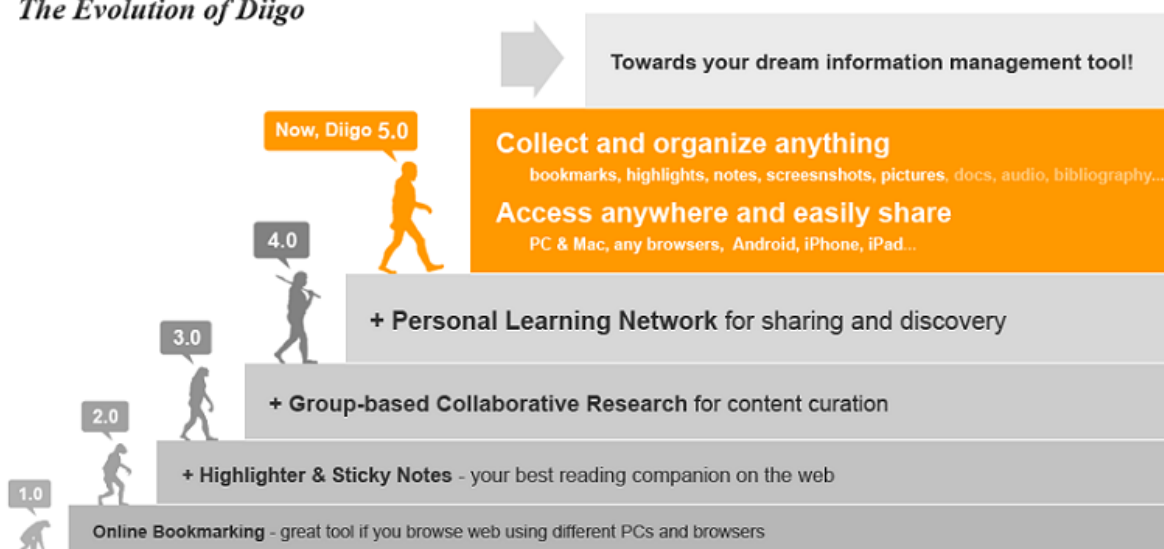 The Evolution of Diigo
Towards your dream information management tool!
Now, Diigo 5.0
Collect and organize anything
bookmarks, highlights, notes, screesnshots, pictures, docs, audio, bibliography...
Access anywhere and easily share
PC & Mac, any browsers, Android, iPhone, iPad...
4.0
+ Personal Learning Network for sharing and discovery
3.0
+ Group-based Collaborative Research for content curation
2.0
+ Highlighter & Sticky Notes - your best reading companion on the web
1.0
Online Bookmarking - great tool if you browse web using different PCs and browsers